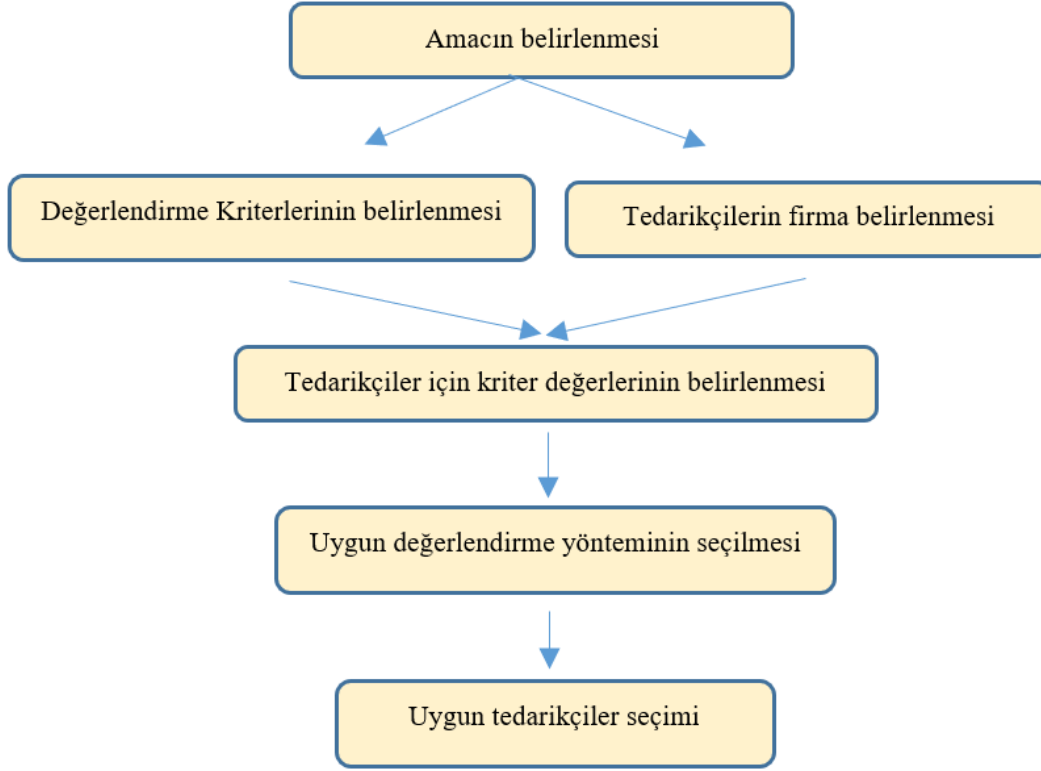 Amacın belirlenmesi
Değerlendirme Kriterlerinin belirlenmesi
Tedarikçilerin firma belirlenmesi
Tedarikçiler için kriter değerlerinin belirlenmesi
Uygun değerlendirme yönteminin seçilmesi
Uygun tedarikçiler seçimi